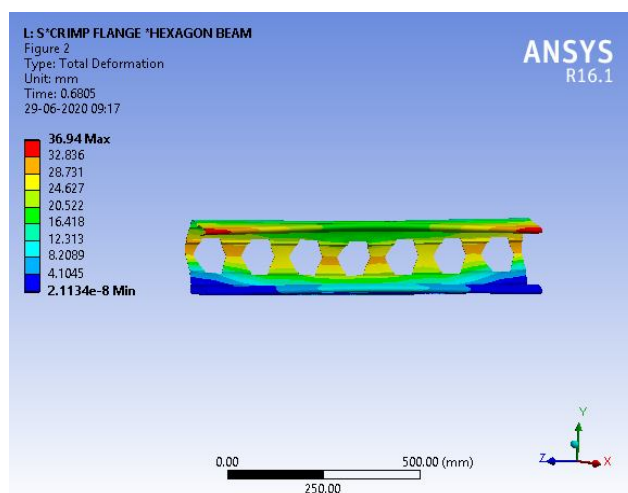 L: S*CRIMP FLANGE *HEXAGON BEAM
Figure 2
Type: Total Deformation
Unit: mm
Time: 0.6805
29-06-2020 09:17
ANSYS
R16.1
36.94 Max
32.836
28.731
24.627
20.522
16.418
12.313
8.2089
4.1045
2.1134e-8 Min
0.00
500.00 (mm)
250.00
Y
Z
X